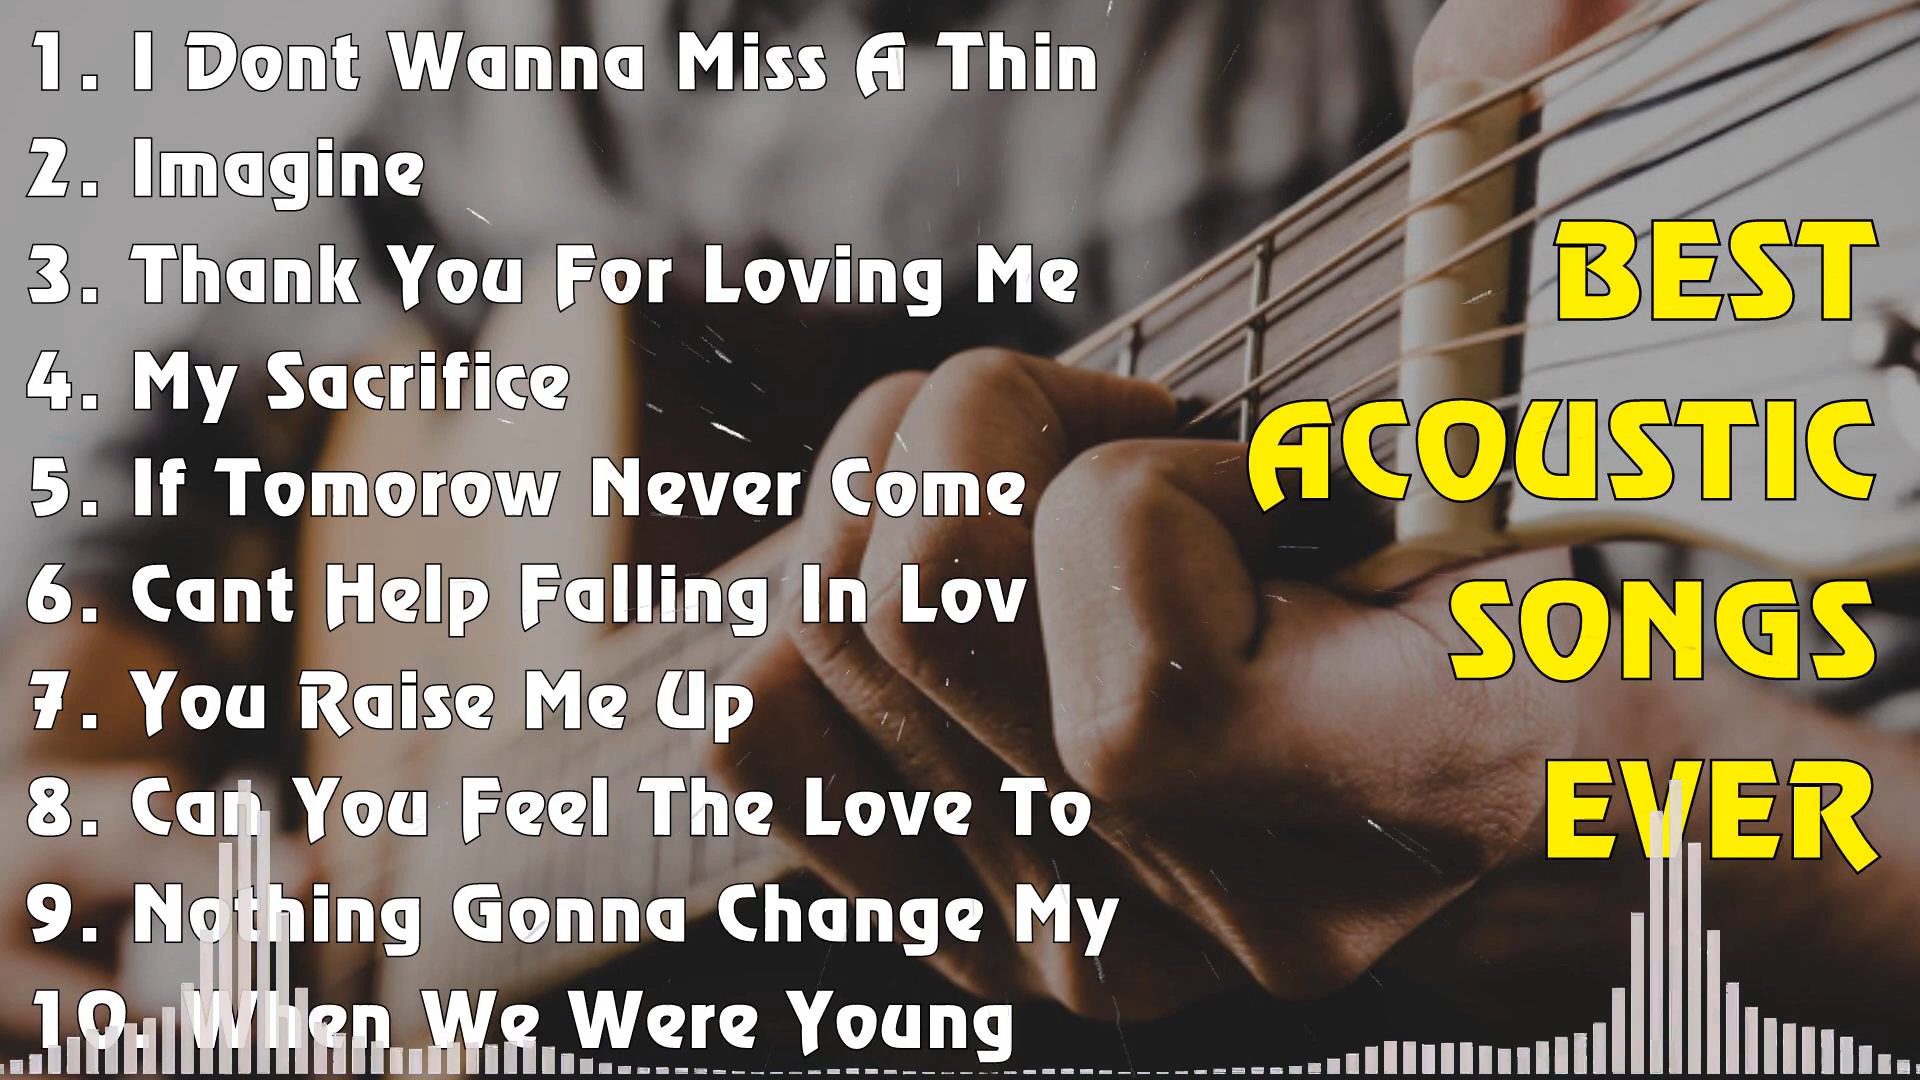 1. I Dont Wanna Miss A Thin
2. Imagine
3. Thank You For Loving Me
4. My Sacrifice
5. If Tomorow Never Come
6. Cant Help Falling In Lov
7. You Raise Me Up
8. Can You Feel The Love To
9. Nothing Gonna Change My
10. When We Were Young
BEST
ACOUSTIC
SONGS
EVER